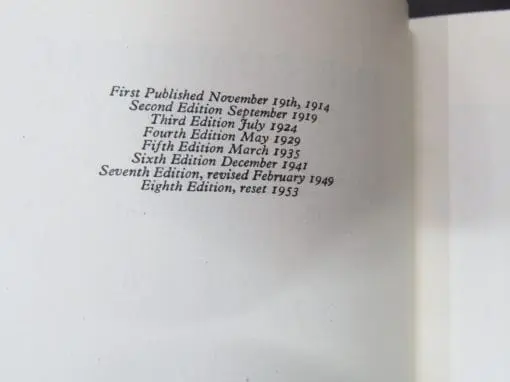 First Published November 19th, 1914
Second Edition September 1919
Third Edition July 1924
Fourth Edition May 1929
Fifth Edition March 1935
Sixth Edition December 1941
Seventh Edition, revised February 1949
Eighth Edition, reset 1953